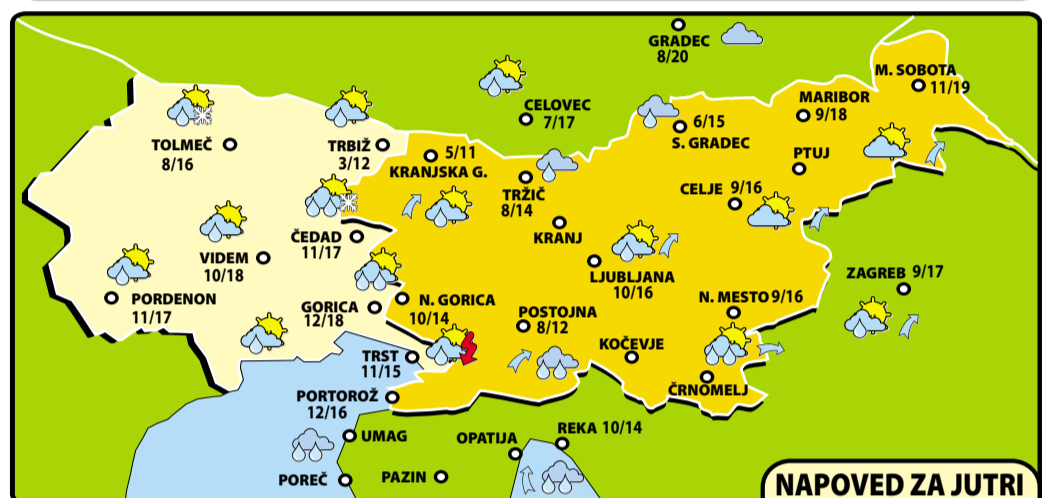 GRADEC
8/20
M. SOBOTA
11/19
MARIBOR
9/18
CELOVEC
7/17
6/15
S. GRADEC
TOLMEČ
8/16
TRBIŽ
3/12
5/11
KRANJSKA G.
PTUJ
TRŽIČ
8/14
CELJE 9/16
KRANJ
ČEDAD
11/17
VIDEM
10/18
LJUBLJANA
10/16
ZAGREB 9/17
PORDENON
11/17
GORICA
12/18
N. GORICA
10/14
N. MESTO 9/16
POSTOJNA
8/12
KOČEVJE
TRST
11/15
ČRNOMELJ
PORTOROŽ
12/16
UMAG
OPATIJA
REKA 10/14
POREČ
PAZIN
NAPOVED ZA JUTRI